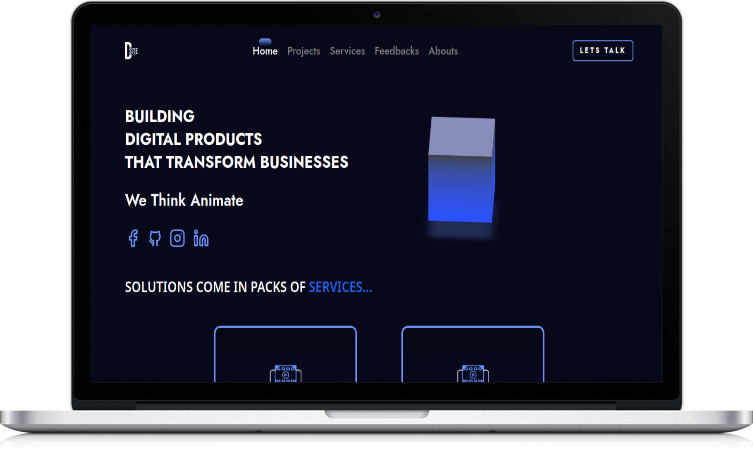 D SITE
Home Projects Services Feedbacks Abouts
LETS TALK
BUILDING
DIGITAL PRODUCTS
THAT TRANSFORM BUSINESSES
We Think Animate
SOLUTIONS COME IN PACKS OF SERVICES...